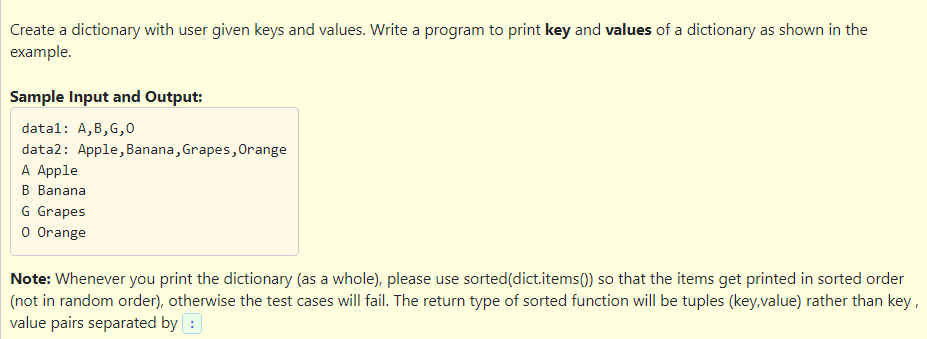 Create a dictionary with user given keys and values. Write a program to print key and values of a dictionary as shown in the
example.
Sample Input and Output:
data1: A,B,G,O
data2: Apple,Banana,Grapes,Orange
A Apple
B Banana
G Grapes
O Orange
Note: Whenever you print the dictionary (as a whole), please use sorted(dict.items()) so that the items get printed in sorted order
(not in random order), otherwise the test cases will fail. The return type of sorted function will be tuples (key,value) rather than key ,
value pairs separated by :